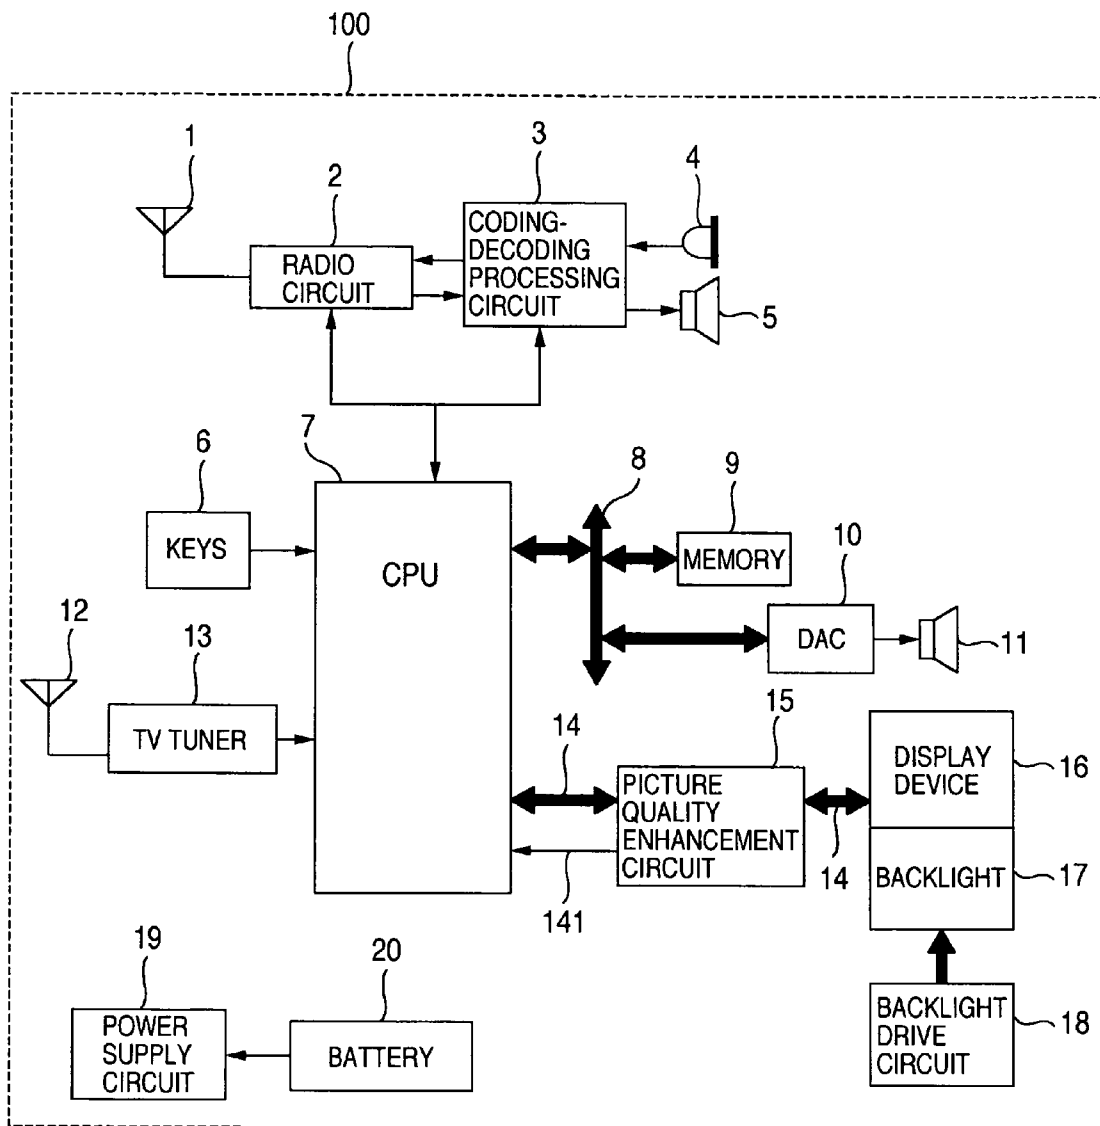 100
1
2
3
4
RADIO
CIRCUIT
CODING-
DECODING
PROCESSING
CIRCUIT
5
6
7
8
9
KEYS
CPU
MEMORY
10
DAC
11
12
13
TV TUNER
14
15
PICTURE
QUALITY
ENHANCEMENT
CIRCUIT
141
14
DISPLAY
DEVICE
16
BACKLIGHT
17
19
20
POWER
SUPPLY
CIRCUIT
BATTERY
BACKLIGHT
DRIVE
CIRCUIT
18